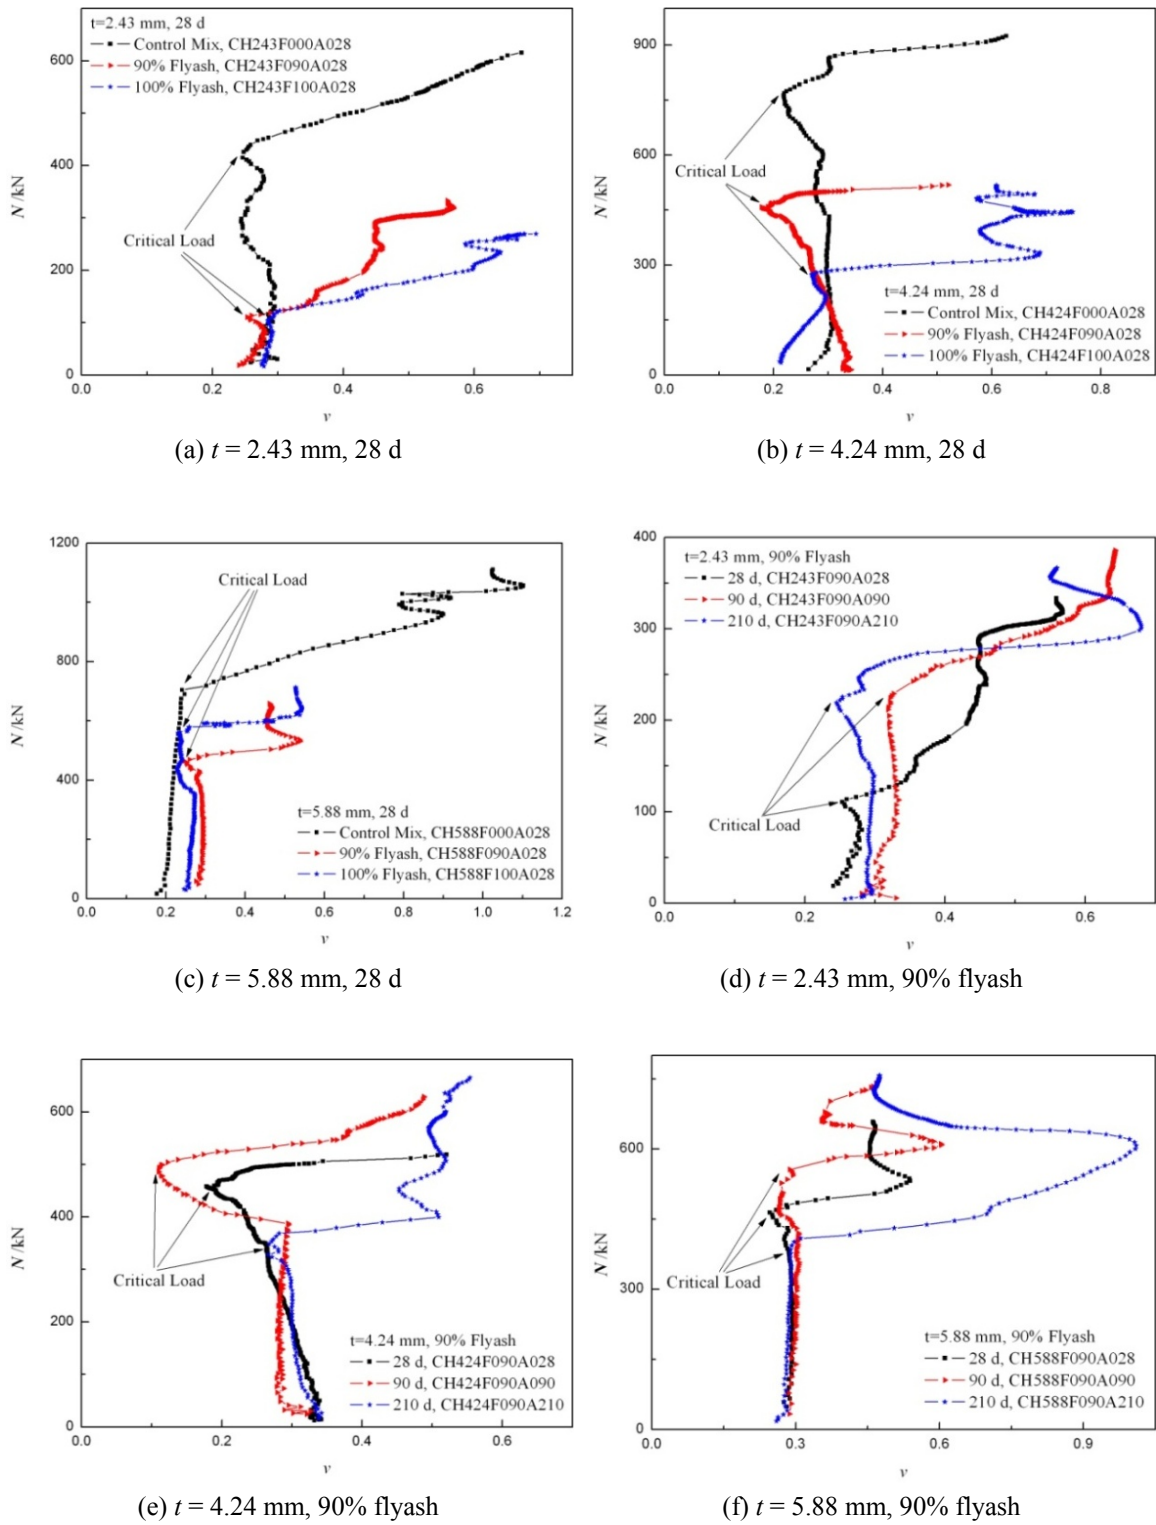 t=2.43 mm, 28 d
Control Mix, CH243F000A028
90% Flyash, CH243F090A028
100% Flyash, CH243F100A028
Critical Load
N/kN
600
400
200
0
0.0 0.2 0.4 0.6
v
(a) t = 2.43 mm, 28 d
900
600
300
0
N/kN
Critical Load
t=4.24 mm, 28 d
Control Mix, CH424F000A028
90% Flyash, CH424F090A028
100% Flyash, CH424F100A028
0.0 0.2 0.4 0.6 0.8
v
(b) t = 4.24 mm, 28 d
1200
800
400
0
N/kN
Critical Load
t=5.88 mm, 28 d
Control Mix, CH588F000A028
90% Flyash, CH588F090A028
100% Flyash, CH588F100A028
0.0 0.2 0.4 0.6 0.8 1.0 1.2
v
(c) t = 5.88 mm, 28 d
400
300
200
100
0
N/kN
t=2.43 mm, 90% Flyash
28 d, CH243F090A028
90 d, CH243F090A090
210 d, CH243F090A210
Critical Load
0.0 0.2 0.4 0.6
v
(d) t = 2.43 mm, 90% flyash
600
400
200
0
N/kN
Critical Load
t=4.24 mm, 90% Flyash
28 d, CH424F090A028
90 d, CH424F090A090
210 d, CH424F090A210
0.0 0.2 0.4 0.6
v
(e) t = 4.24 mm, 90% flyash
600
300
0
N/kN
Critical Load
t=5.88 mm, 90% Flyash
28 d, CH588F090A028
90 d, CH588F090A090
210 d, CH588F090A210
0.0 0.3 0.6 0.9
v
(f) t = 5.88 mm, 90% flyash